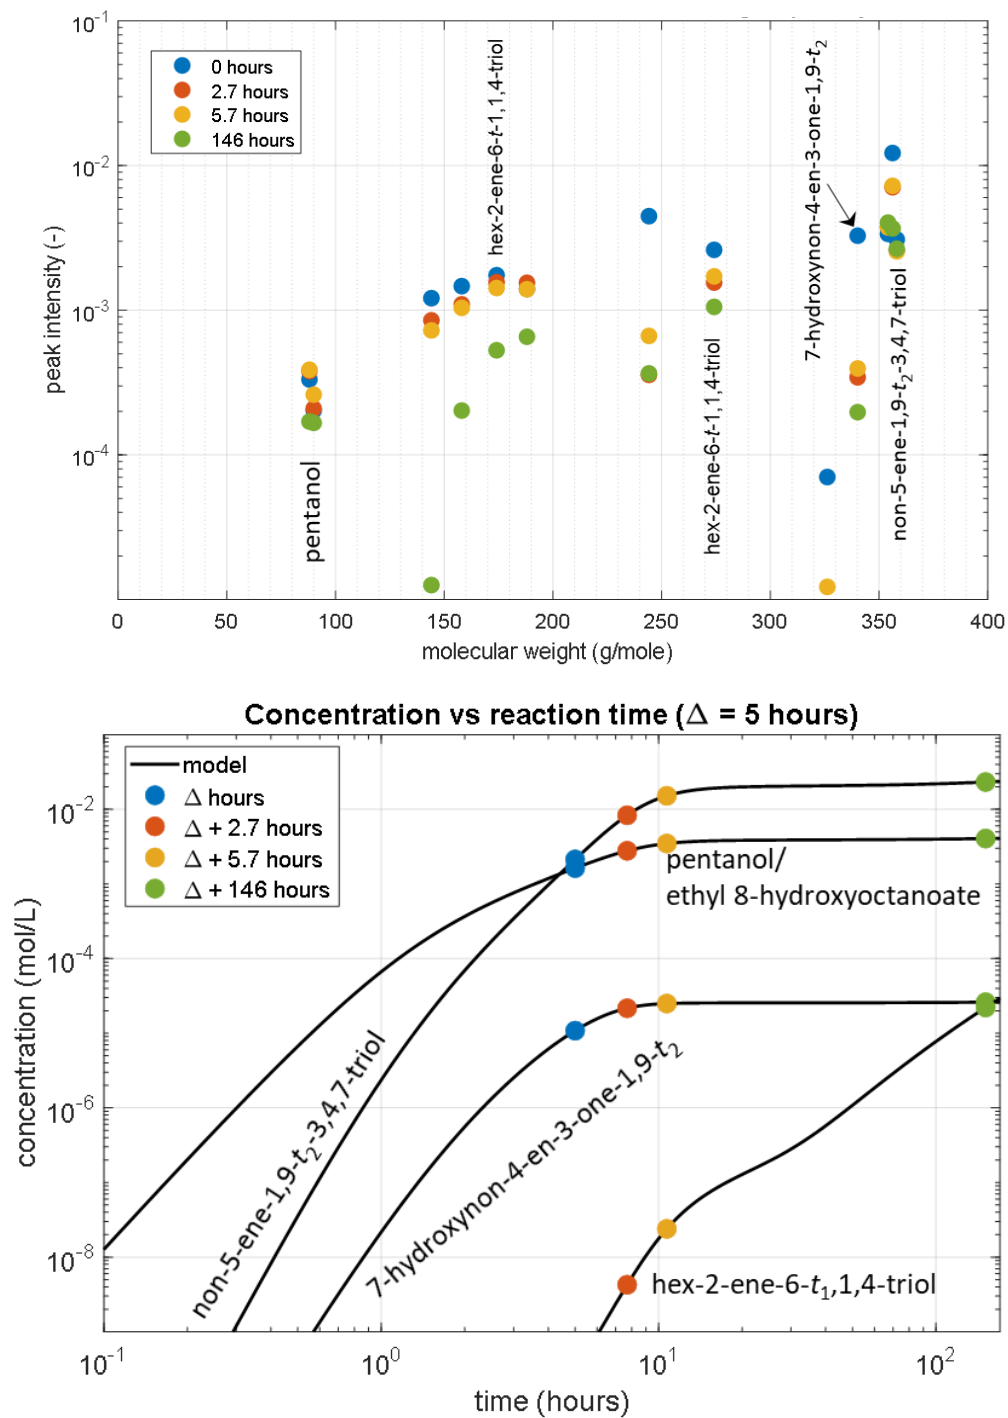 10-1
0 hours
2.7 hours
5.7 hours
146 hours
hex-2-ene-6-t-1,1,4-triol
7-hydroxynon-4-en-3-one-1,9-t2
10-2
peak intensity (-)
10-3
10-4
pentanol
hex-2-ene-6-t-1,1,4-triol
non-5-ene-1,9-t2-3,4,7-triol
0 50 100 150 200 250 300 350 400
molecular weight (g/mole)
Concentration vs reaction time (Δ = 5 hours)
model
Δ hours
Δ + 2.7 hours
Δ + 5.7 hours
Δ + 146 hours
10-2
pentanol/
ethyl 8-hydroxyoctanoate
10-4
concentration (mol/L)
non-5-ene-1,9-t2-3,4,7-triol
7-hydroxynon-4-en-3-one-1,9-t2
10-6
10-8
hex-2-ene-6-t1,1,4-triol
10-1 100 101 102
time (hours)